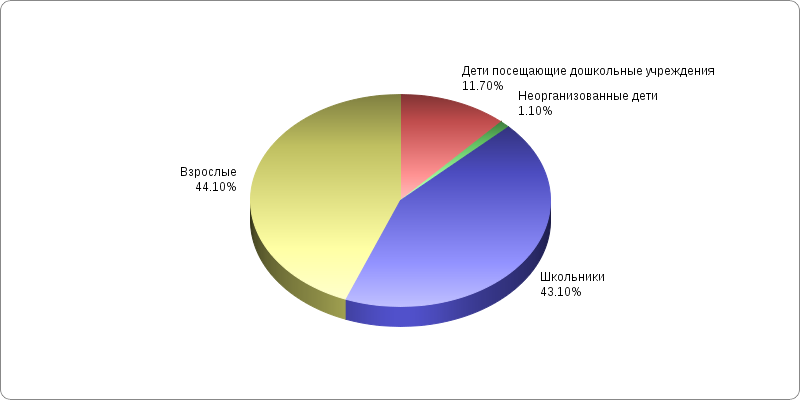 Дети посещающие дошкольные учреждения
11.70%
Неорганизованные дети
1.10%
Взрослые
44.10%
Школьники
43.10%